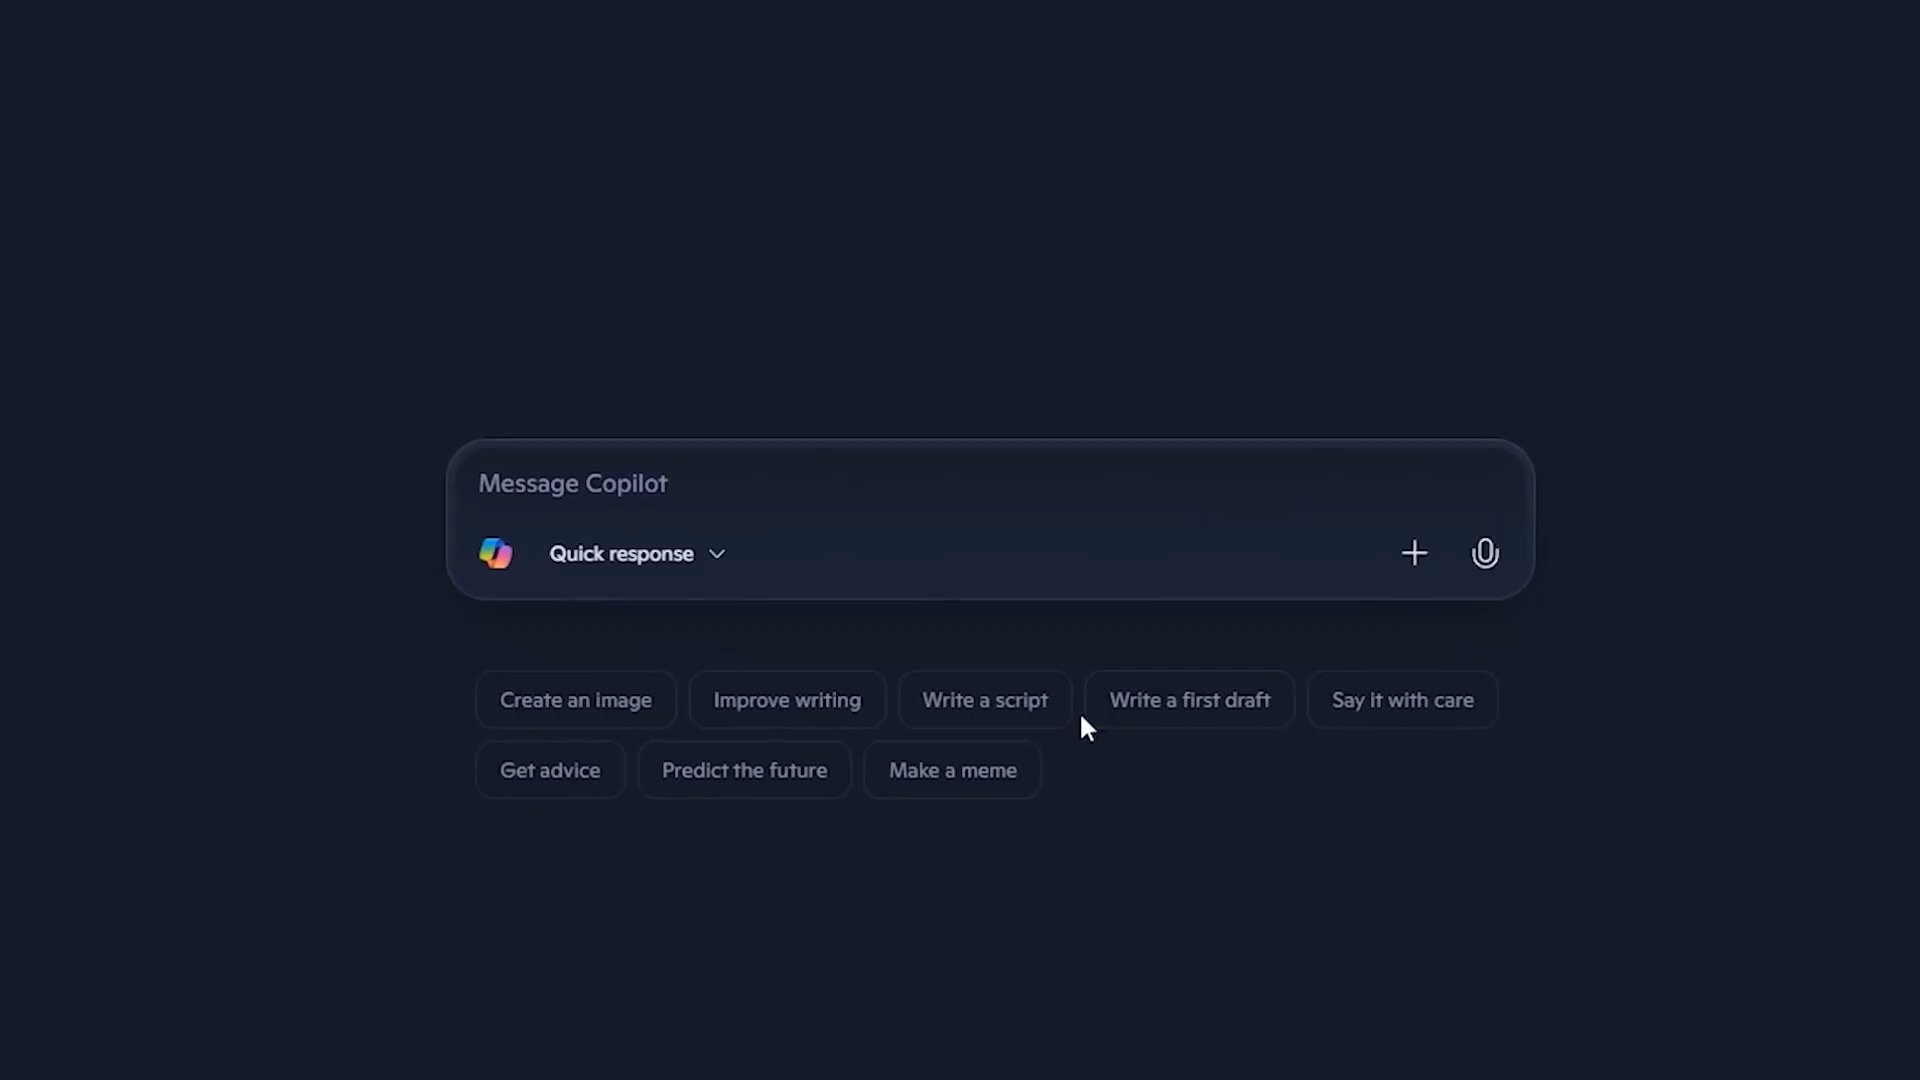 Message Copilot
Quick response
Create an image Improve writing Write a script Write a first draft Say it with care
Get advice Predict the future Make a meme